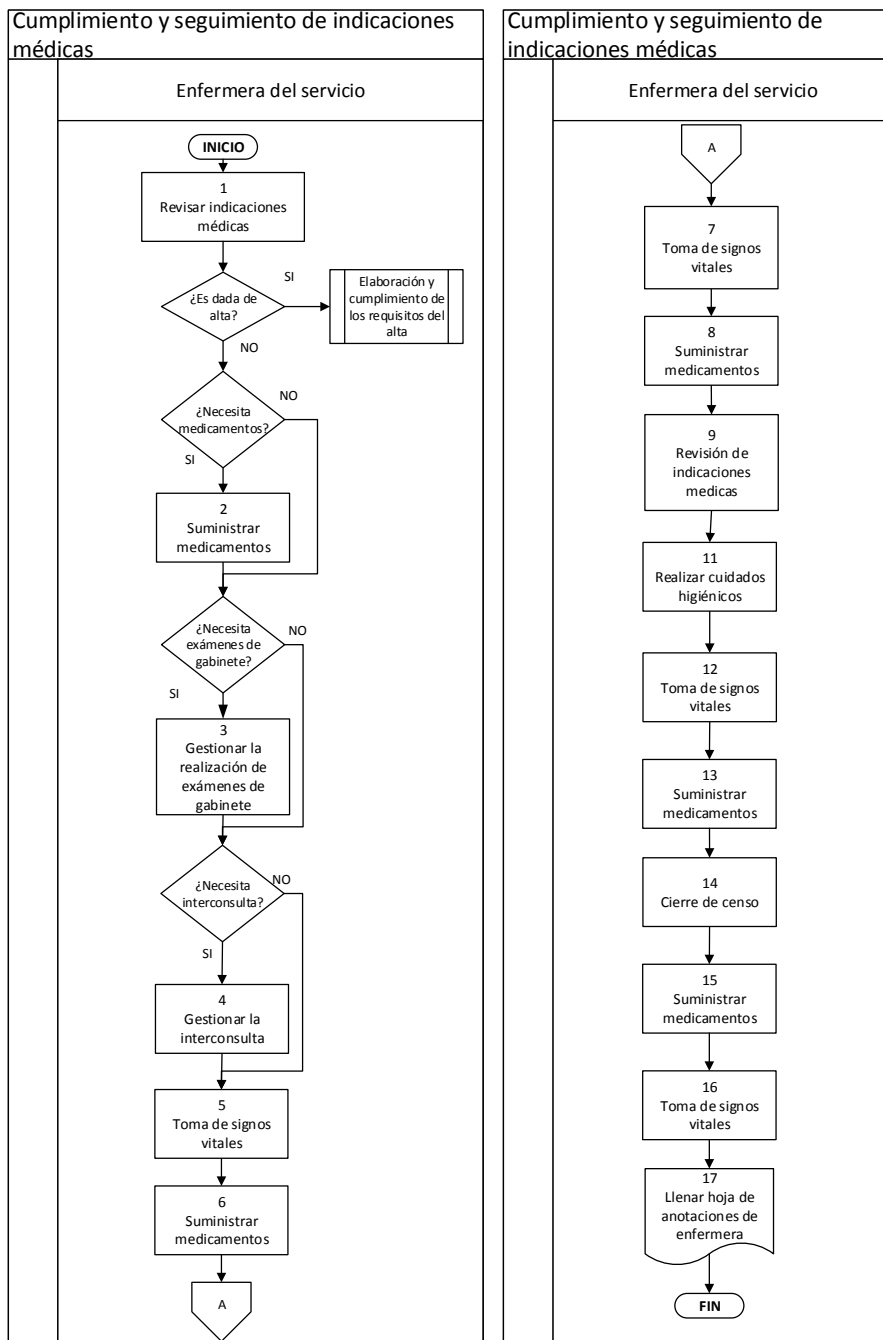 Cumplimiento y seguimiento de indicaciones
médicas
Enfermera del servicio
INICIO
1
Revisar indicaciones
médicas
¿Es dada de
alta?
SI
Elaboración y
cumplimiento de
los requisitos del
alta
NO
¿Necesita
medicamentos?
NO
SI
2
Suministrar
medicamentos
¿Necesita
exámenes de
gabinete?
NO
SI
3
Gestionar la
realización de
exámenes de
gabinete
¿Necesita
interconsulta?
NO
SI
4
Gestionar la
interconsulta
5
Toma de signos
vitales
6
Suministrar
medicamentos
A
Cumplimiento y seguimiento de
indicaciones médicas
Enfermera del servicio
A
7
Toma de signos
vitales
8
Suministrar
medicamentos
9
Revisión de
indicaciones
medicas
11
Realizar cuidados
higiénicos
12
Toma de signos
vitales
13
Suministrar
medicamentos
14
Cierre de censo
15
Suministrar
medicamentos
16
Toma de signos
vitales
17
Llenar hoja de
anotaciones de
enfermera
FIN